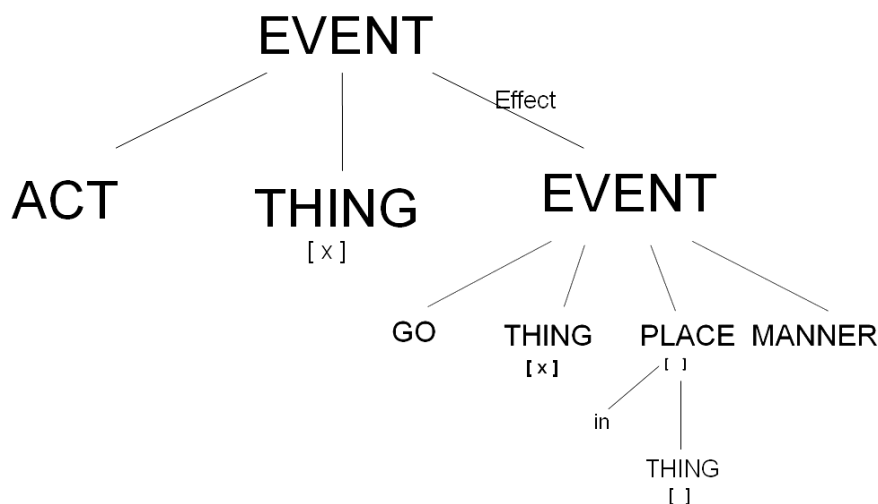 EVENT
Effect
ACT THING EVENT
[ x ]
GO THING PLACE MANNER
[ x ] [ ]
in
THING
[ ]